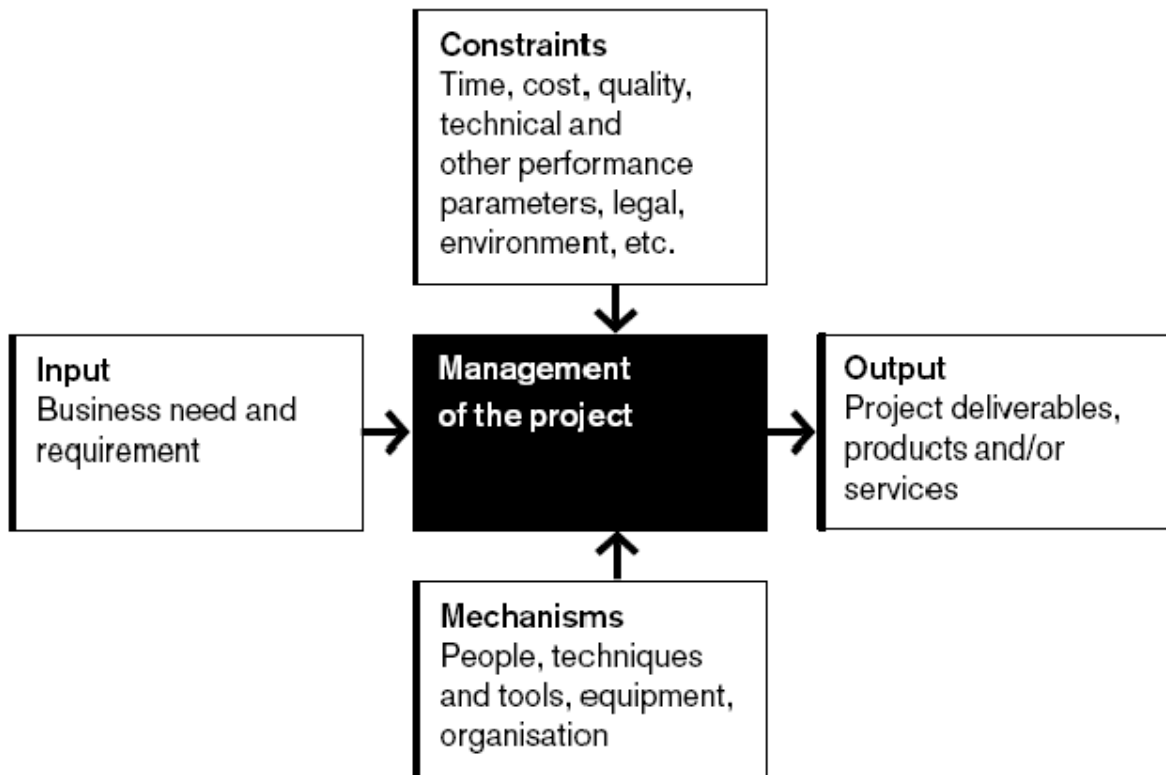 Constraints
Time, cost, quality,
technical and
other performance
parameters, legal,
environment, etc.
Input
Business need and
requirement
Management
of the project
Output
Project deliverables,
products and/or
services
Mechanisms
People, techniques
and tools, equipment,
organisation